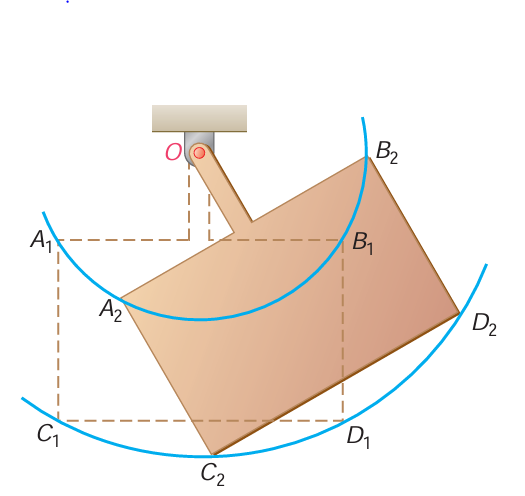 O
B₂
A₁
B₁
A₂
D₂
C₁
D₁
C₂